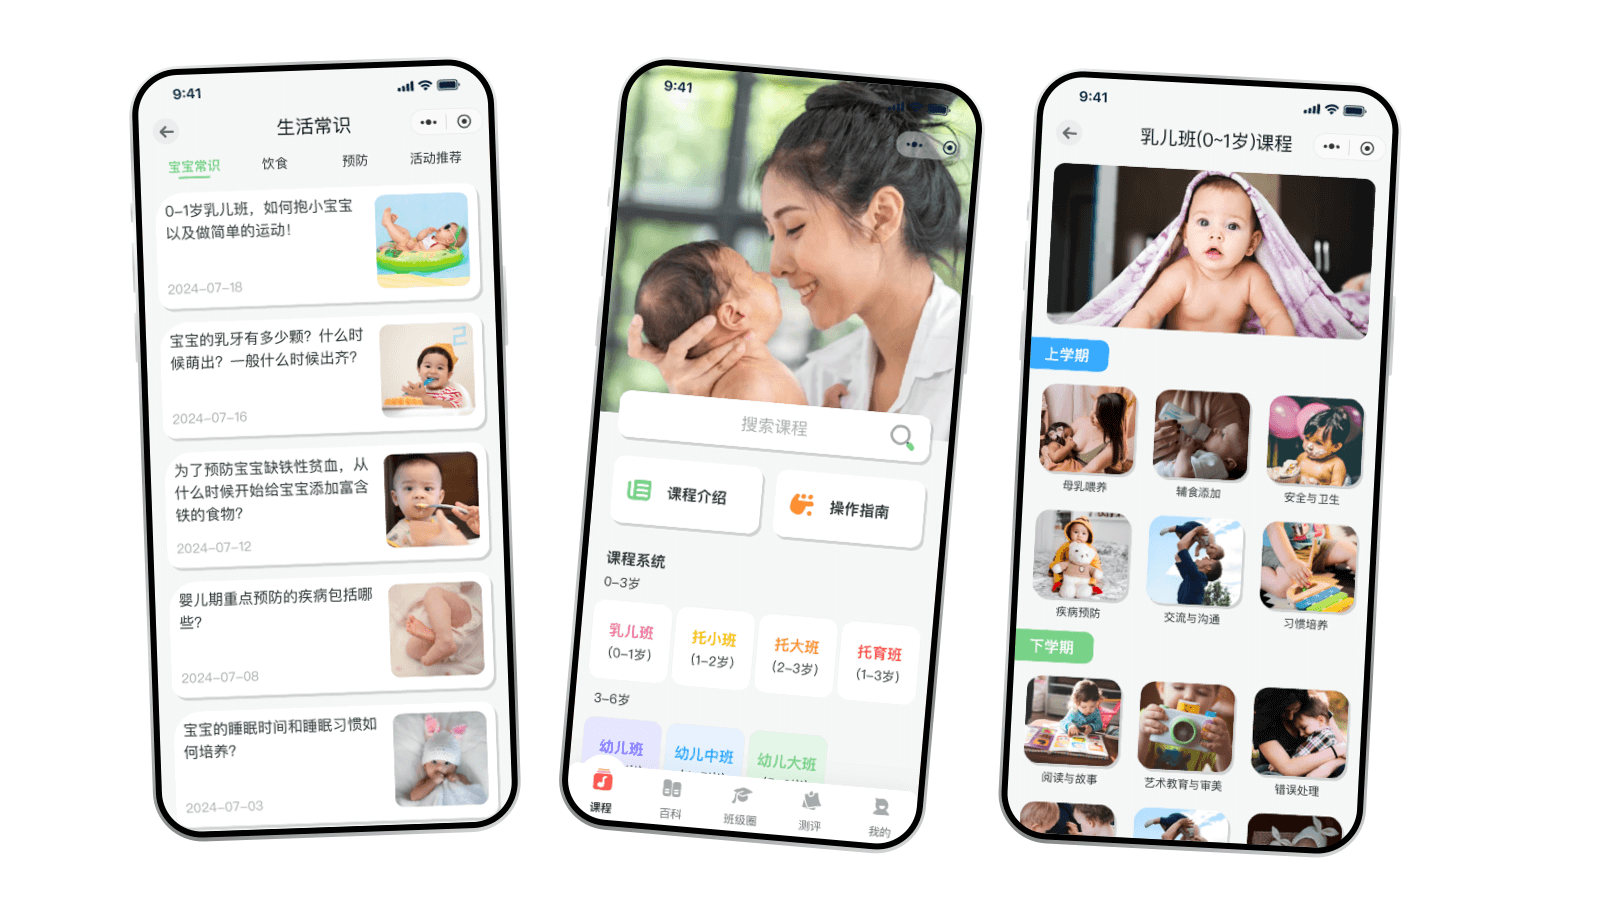 9:41
生活常识
宝宝常识
饮食
预防
活动推荐
0-1岁乳儿班，如何抱小宝宝
以及做简单的运动！
2024-07-18
宝宝的乳牙有多少颗？什么时
候萌出？一般什么时候出齐？
2024-07-16
为了预防宝宝缺铁性贫血，从
什么时候开始给宝宝添加富含
铁的食物？
2024-07-12
婴儿期重点预防的疾病包括哪
些？
2024-07-08
宝宝的睡眠时间和睡眠习惯如
何培养？
2024-07-03
9:41
搜索课程
课程介绍
操作指南
课程系统
0-3岁
乳儿班
(0-1岁)
托小班
(1-2岁)
托大班
(2-3岁)
托育班
(1-3岁)
3-6岁
幼儿班
幼儿中班
幼儿大班
课程
百科
班级圈
测评
我的
9:41
乳儿班(0~1岁)课程
上学期
母乳喂养
辅食添加
安全与卫生
疾病预防
交流与沟通
习惯培养
下学期
阅读与故事
艺术教育与审美
错误处理